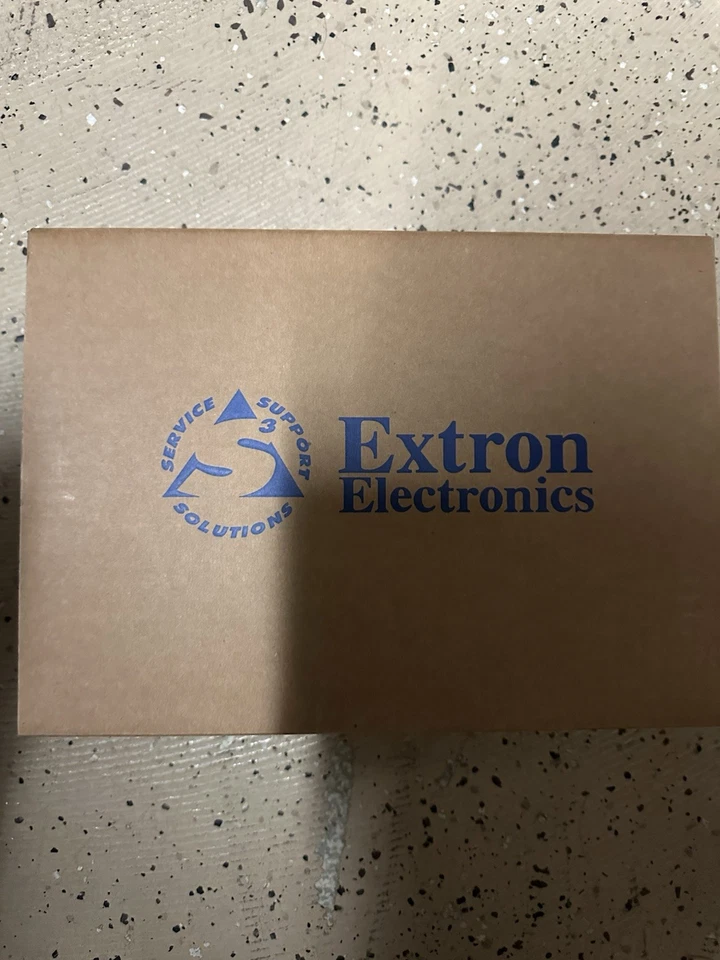 SERVICE
SUPPORT
3
SOLUTIONS
Extron
Electronics